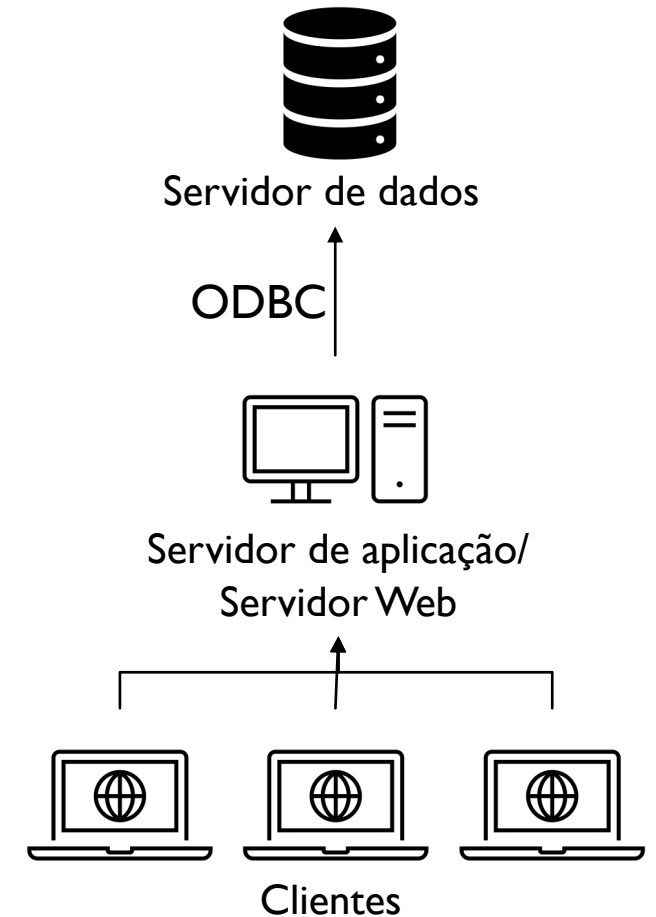 Servidor de dados
ODBC
Servidor de aplicação/
Servidor Web
Clientes